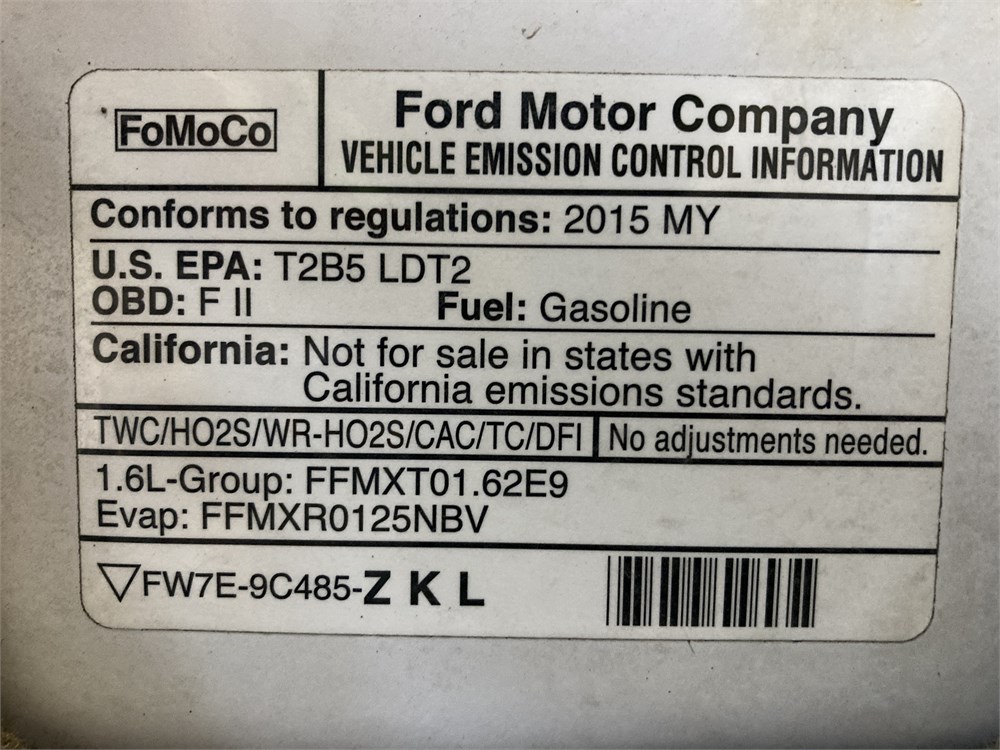 FoMoCo
Ford Motor Company
VEHICLE EMISSION CONTROL INFORMATION
Conforms to regulations: 2015 MY
U.S. EPA: T2B5 LDT2
OBD: F II Fuel: Gasoline
California: Not for sale in states with
California emissions standards.
TWC/HO2S/WR-HO2S/CAC/TC/DFI No adjustments needed.
1.6L-Group: FFMXT01.62E9
Evap: FFMXR0125NBV
FW7E-9C485-Z K L